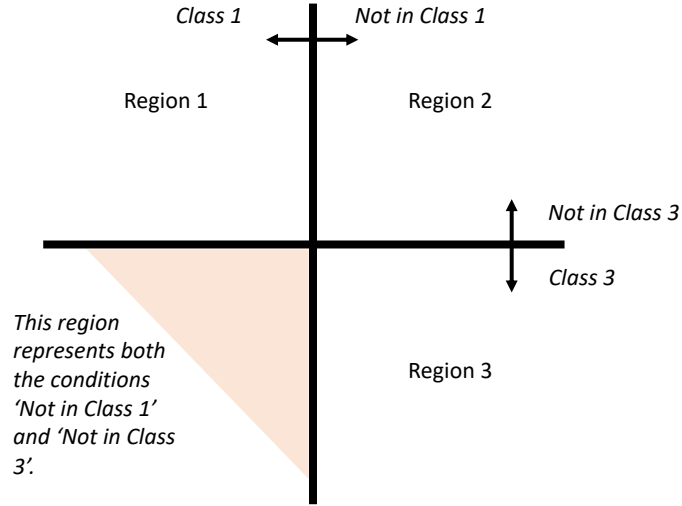 Class 1
Not in Class 1
Region 1
Region 2
Not in Class 3
Class 3
This region
represents both
the conditions
‘Not in Class 1’
and ‘Not in Class
3’.
Region 3